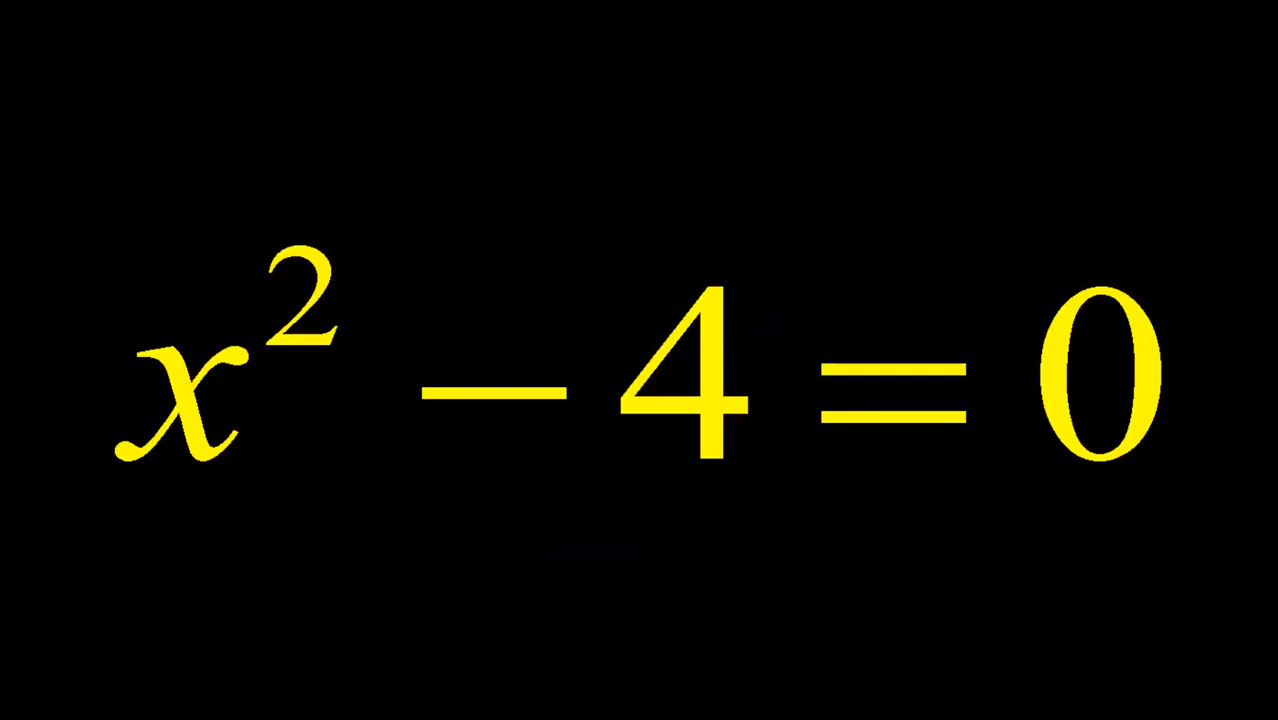 x² − 4 = 0